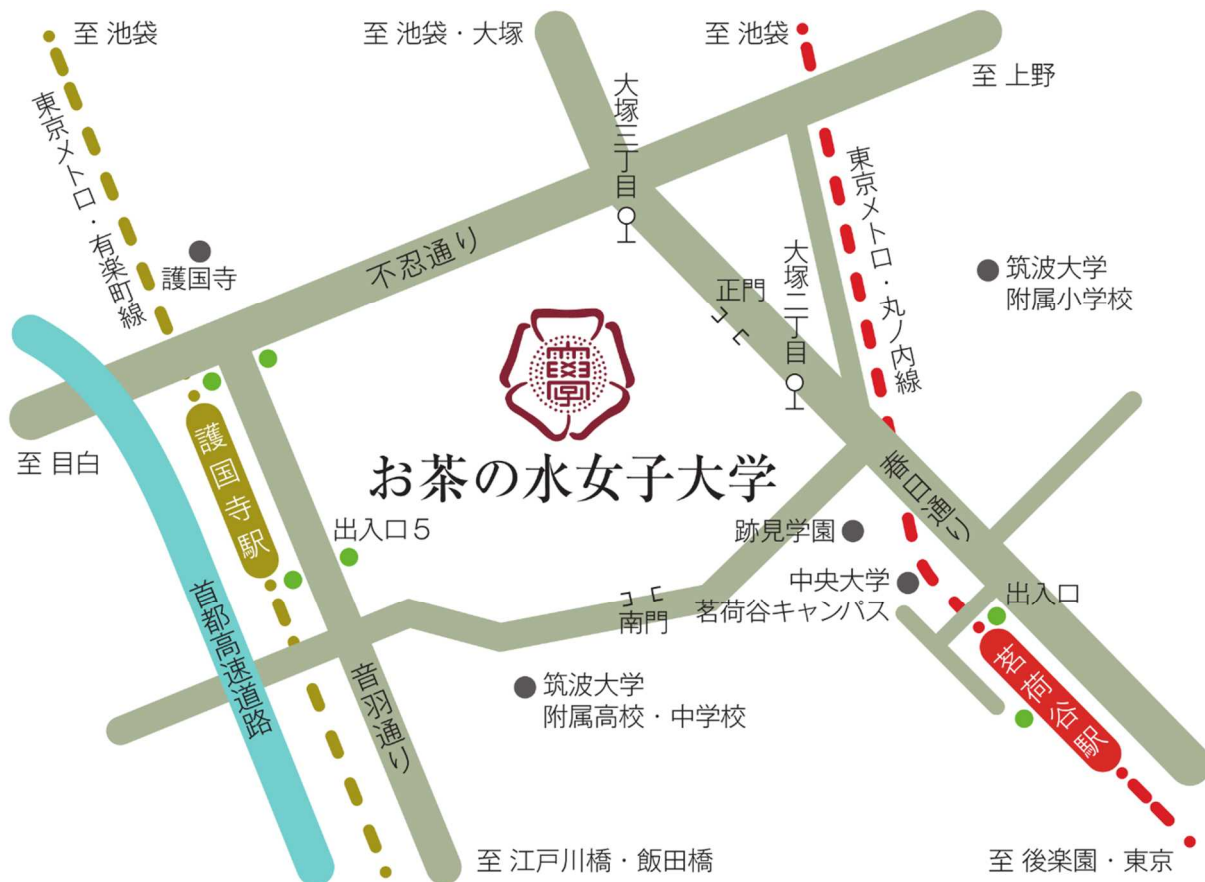 至 池袋
至 池袋・大塚
至 池袋
至 上野
東京メトロ・有楽町線
大塚三丁目
東京メトロ・丸ノ内線
護国寺
不忍通り
正門
大塚二丁目
筑波大学
附属小学校
學
お茶の水女子大学
至 目白
護国寺駅
出入口5
春日通り
跡見学園
中央大学
茗荷谷キャンパス
出入口
首都高速道路
南門
音羽通り
筑波大学
附属高校・中学校
茗荷谷駅
至 江戸川橋・飯田橋
至 後楽園・東京